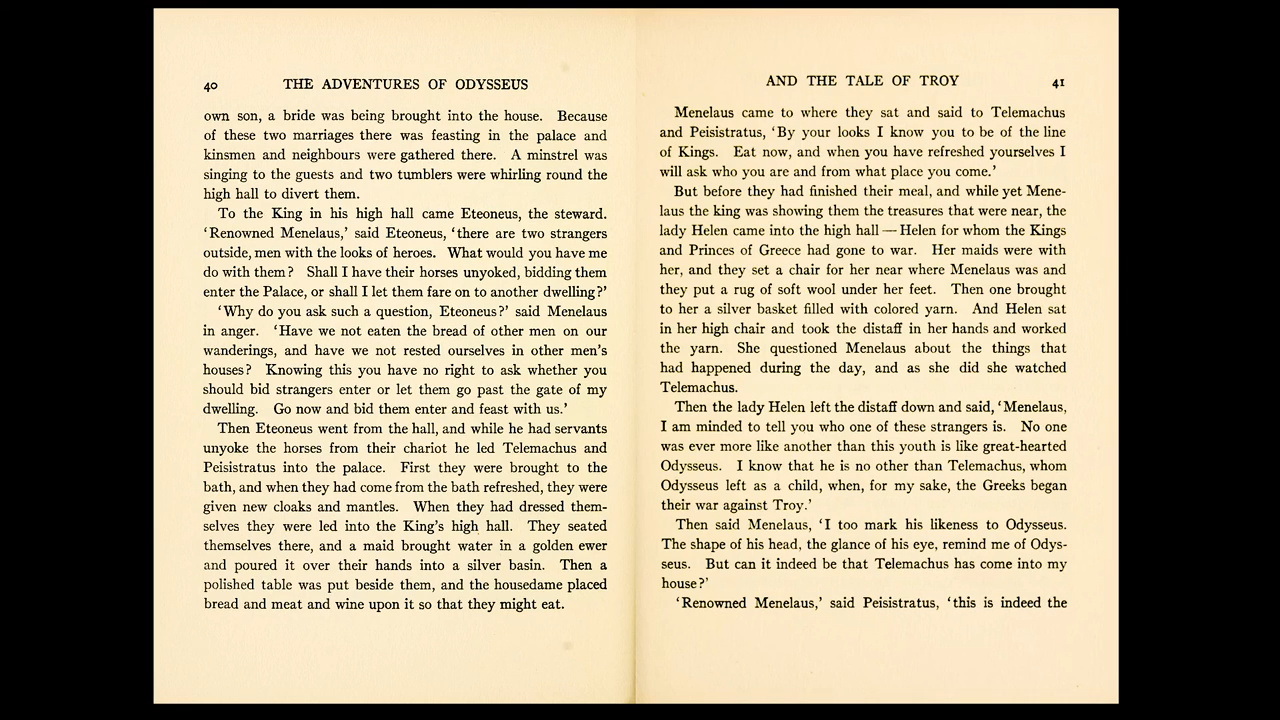 40 THE ADVENTURES OF ODYSSEUS
own son, a bride was being brought into the house. Because
of these two marriages there was feasting in the palace and
kinsmen and neighbours were gathered there. A minstrel was
singing to the guests and two tumblers were whirling round the
high hall to divert them.
To the King in his high hall came Eteoneus, the steward.
‘Renowned Menelaus,’ said Eteoneus, ‘there are two strangers
outside, men with the looks of heroes. What would you have me
do with them? Shall I have their horses unyoked, bidding them
enter the Palace, or shall I let them fare on to another dwelling?’
‘Why do you ask such a question, Eteoneus?’ said Menelaus
in anger. ‘Have we not eaten the bread of other men on our
wanderings, and have we not rested ourselves in other men's
houses? Knowing this you have no right to ask whether you
should bid strangers enter or let them go past the gate of my
dwelling. Go now and bid them enter and feast with us.’
Then Eteoneus went from the hall, and while he had servants
unyoke the horses from their chariot he led Telemachus and
Peisistratus into the palace. First they were brought to the
bath, and when they had come from the bath refreshed, they were
given new cloaks and mantles. When they had dressed them-
selves they were led into the King's high hall. They seated
themselves there, and a maid brought water in a golden ewer
and poured it over their hands into a silver basin. Then a
polished table was put beside them, and the housedame placed
bread and meat and wine upon it so that they might eat.
AND THE TALE OF TROY 41
Menelaus came to where they sat and said to Telemachus
and Peisistratus, ‘By your looks I know you to be of the line
of Kings. Eat now, and when you have refreshed yourselves I
will ask who you are and from what place you come.’
But before they had finished their meal, and while yet Mene-
laus the king was showing them the treasures that were near, the
lady Helen came into the high hall — Helen for whom the Kings
and Princes of Greece had gone to war. Her maids were with
her, and they set a chair for her near where Menelaus was and
they put a rug of soft wool under her feet. Then one brought
to her a silver basket filled with colored yarn. And Helen sat
in her high chair and took the distaff in her hands and worked
the yarn. She questioned Menelaus about the things that
had happened during the day, and as she did she watched
Telemachus.
Then the lady Helen left the distaff down and said, ‘Menelaus,
I am minded to tell you who one of these strangers is. No one
was ever more like another than this youth is like great-hearted
Odysseus. I know that he is no other than Telemachus, whom
Odysseus left as a child, when, for my sake, the Greeks began
their war against Troy.’
Then said Menelaus, ‘I too mark his likeness to Odysseus.
The shape of his head, the glance of his eye, remind me of Odys-
seus. But can it indeed be that Telemachus has come into my
house?’
‘Renowned Menelaus,’ said Peisistratus, ‘this is indeed the